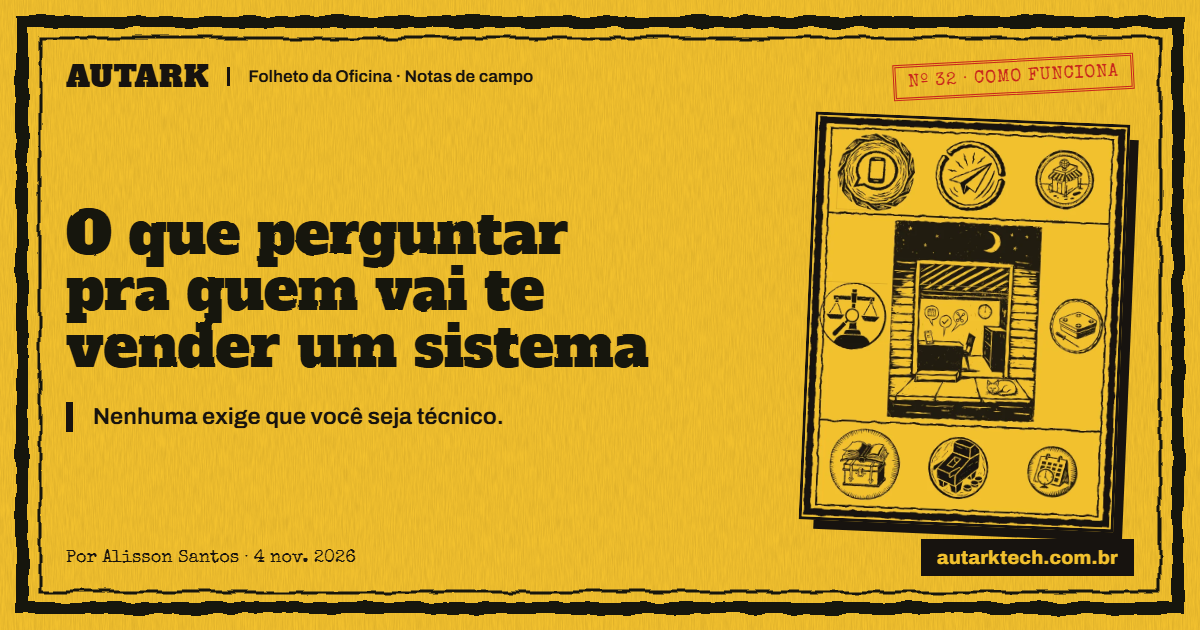 AUTARK
Folheto da Oficina · Notas de campo
Nº 32 · COMO FUNCIONA
O que perguntar
pra quem vai te
vender um sistema
Nenhuma exige que você seja técnico.
Por Alisson Santos · 4 nov. 2026
autarktech.com.br